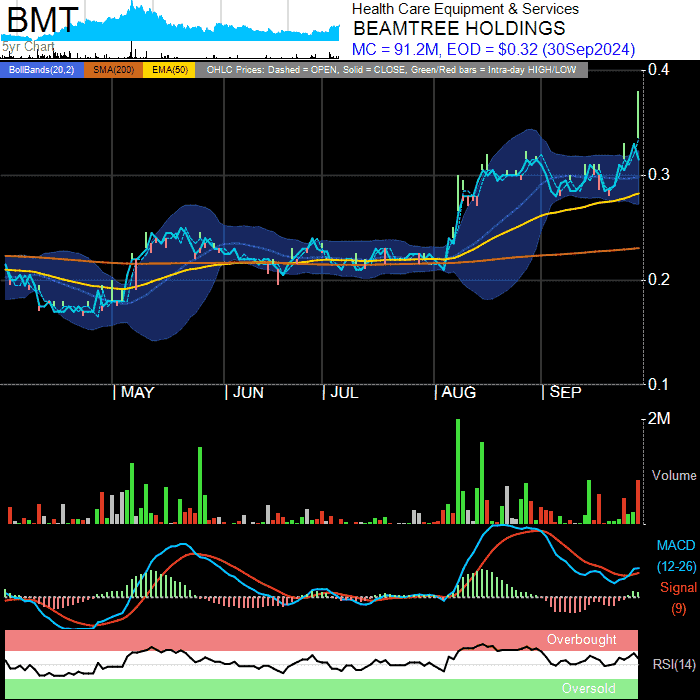 BMT
5yr Chart
Health Care Equipment & Services
BEAMTREE HOLDINGS
MC = 91.2M, EOD = $0.32 (30Sep2024)
BollBands(20,2) SMA(200) EMA(50) OHLC Prices: Dashed = OPEN, Solid = CLOSE, Green/Red bars = Intra-day HIGH/LOW
0.4
0.3
0.2
0.1
MAY JUN JUL AUG SEP
2M
Volume
MACD
(12-26)
Signal
(9)
Overbought
RSI(14)
Oversold